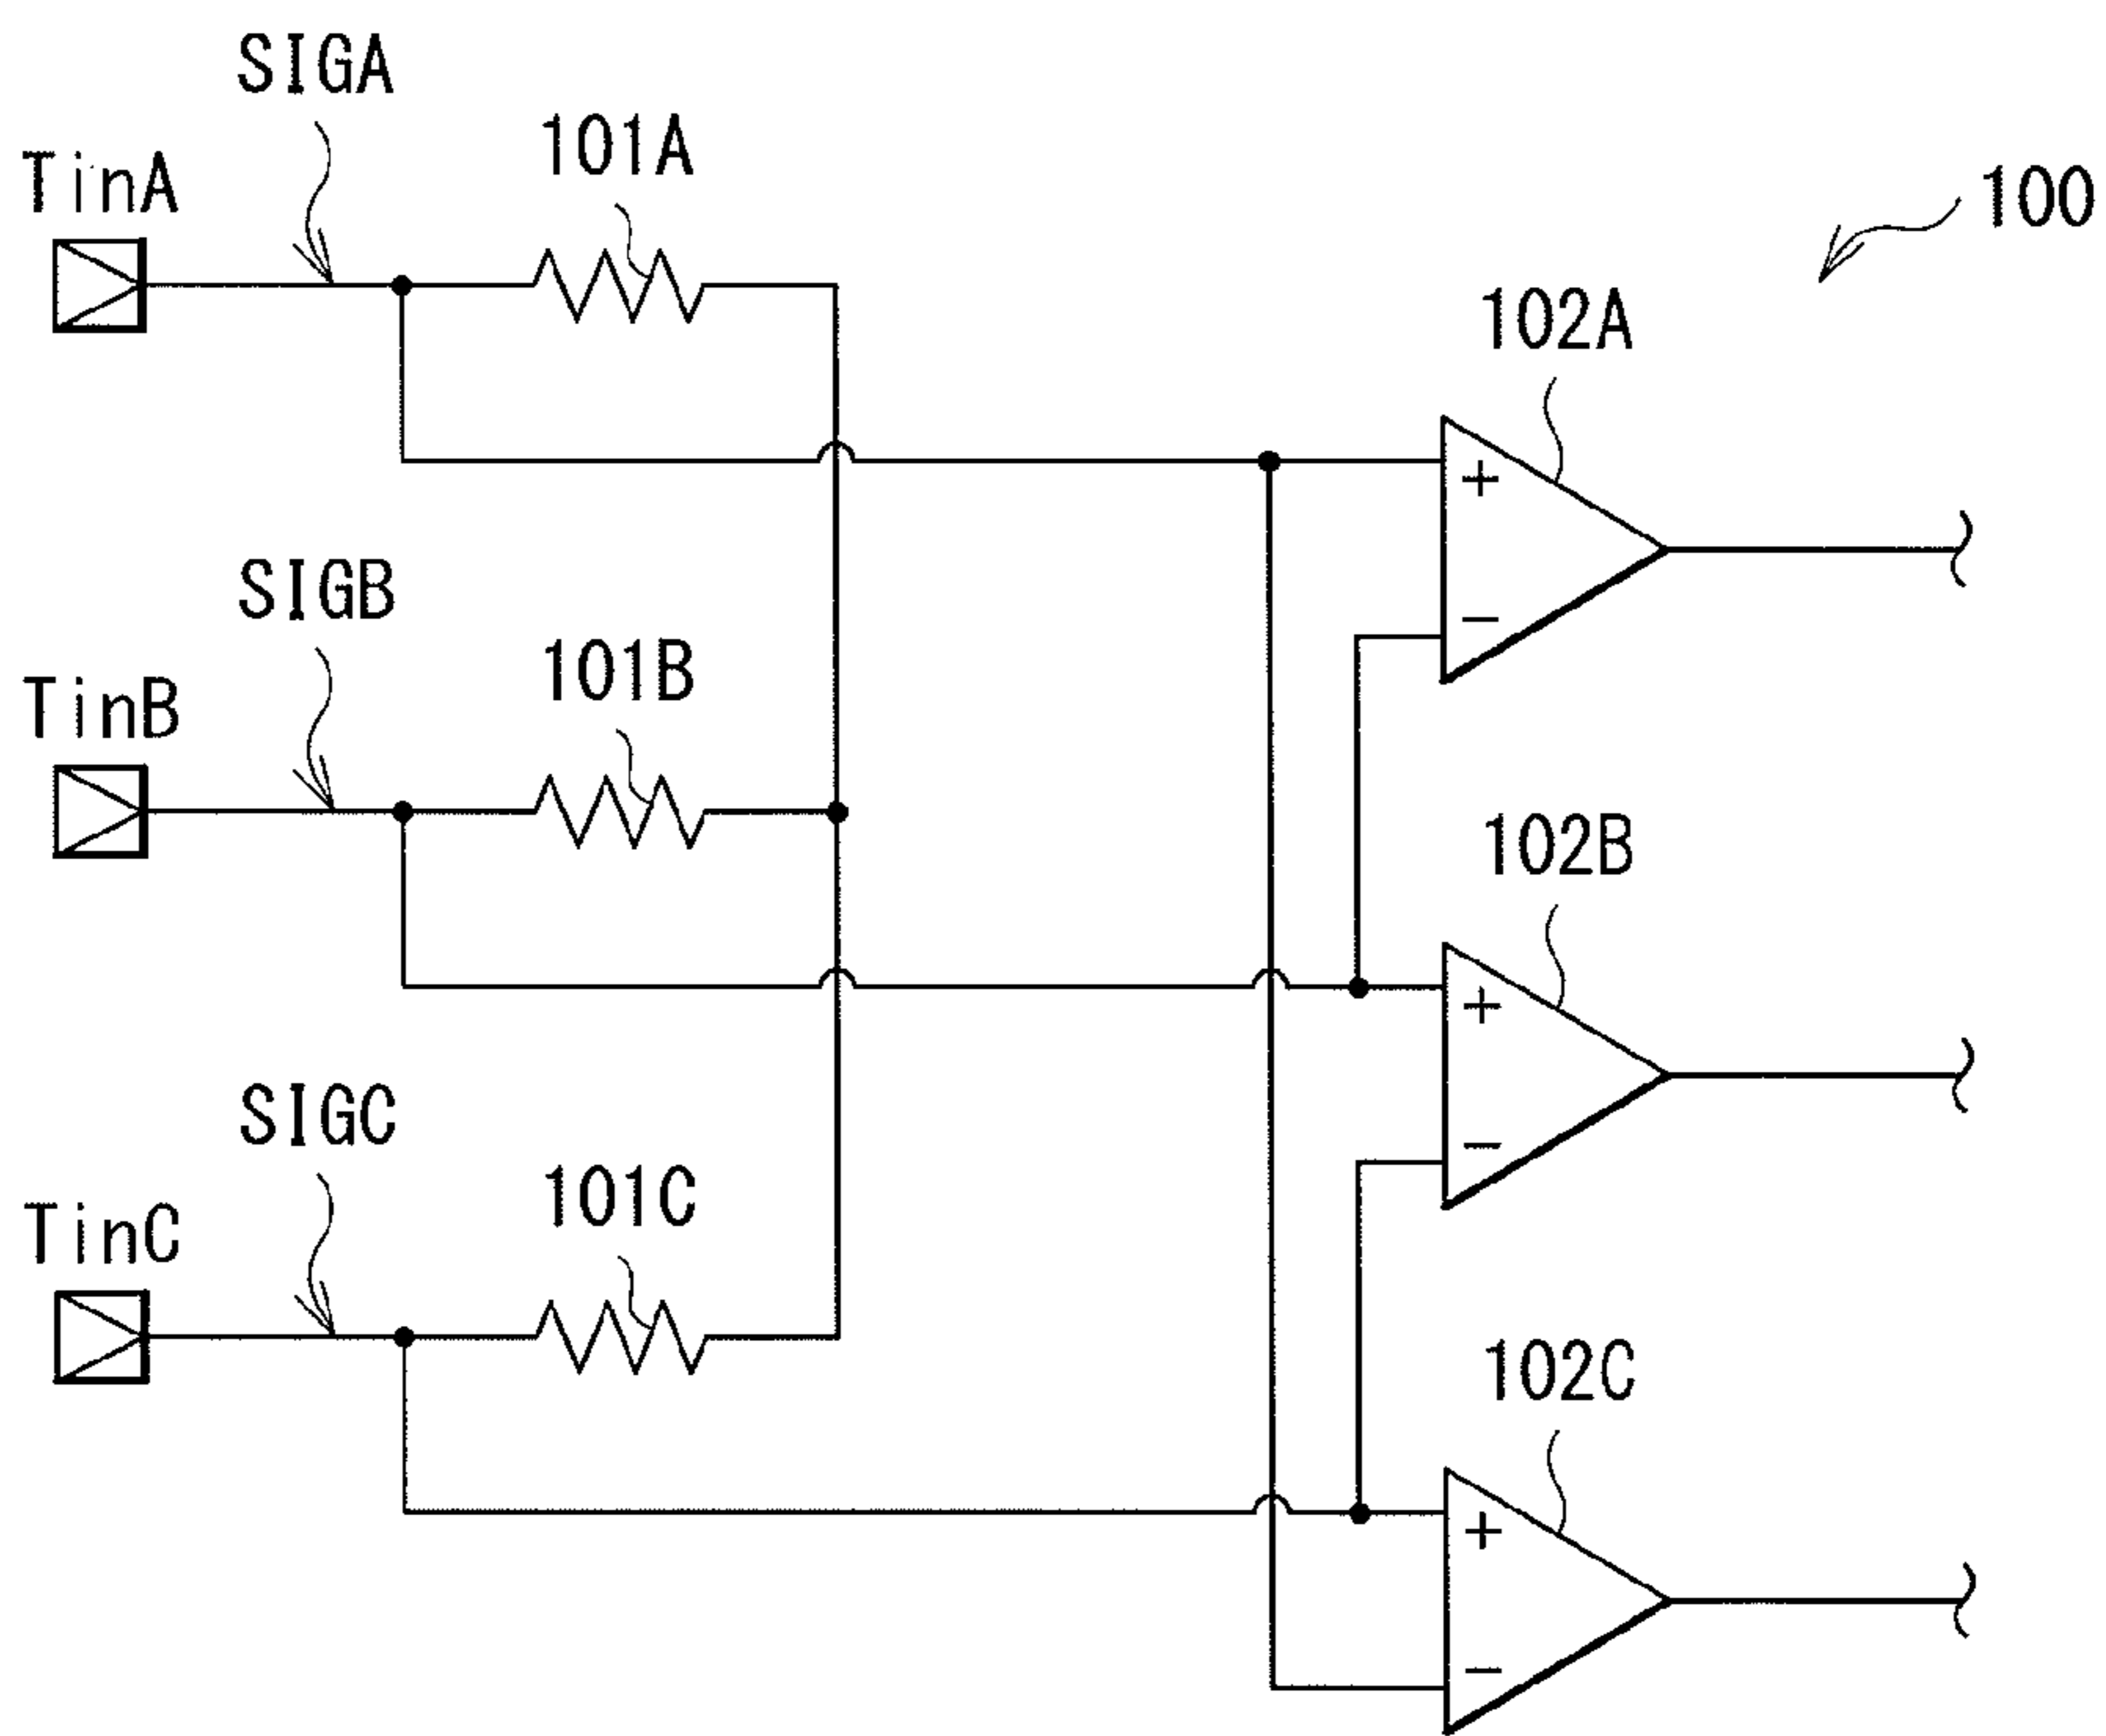 SIGA
101A
TinA
100
102A
+
−
SIGB
101B
TinB
102B
+
−
SIGC
101C
TinC
102C
+
−